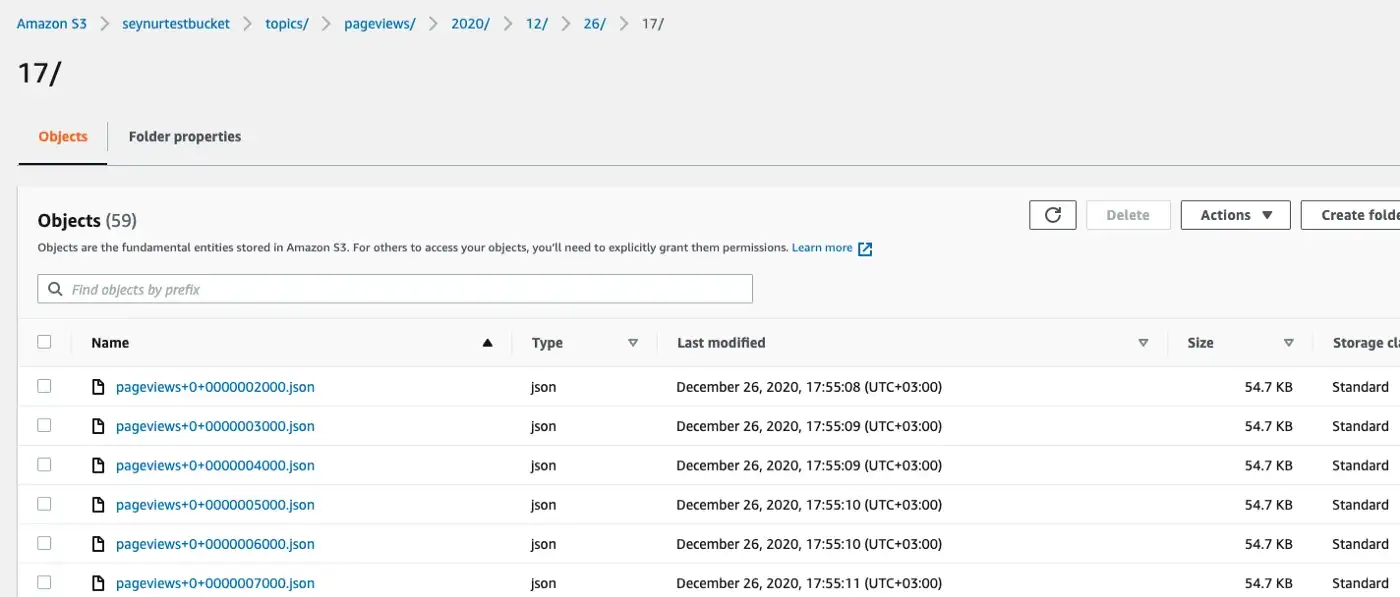 Amazon S3 > seynurtestbucket > topics/ > pageviews/ > 2020/ > 12/ > 26/ > 17/
17/
Objects Folder properties
Objects (59)
Delete Actions Create folde
Objects are the fundamental entities stored in Amazon S3. For others to access your objects, you'll need to explicitly grant them permissions. Learn more
Find objects by prefix
Name Type Last modified Size Storage cla
pageviews+0+0000002000.json json December 26, 2020, 17:55:08 (UTC+03:00) 54.7 KB Standard
pageviews+0+0000003000.json json December 26, 2020, 17:55:09 (UTC+03:00) 54.7 KB Standard
pageviews+0+0000004000.json json December 26, 2020, 17:55:09 (UTC+03:00) 54.7 KB Standard
pageviews+0+0000005000.json json December 26, 2020, 17:55:10 (UTC+03:00) 54.7 KB Standard
pageviews+0+0000006000.json json December 26, 2020, 17:55:10 (UTC+03:00) 54.7 KB Standard
pageviews+0+0000007000.json json December 26, 2020, 17:55:11 (UTC+03:00) 54.7 KB Standard